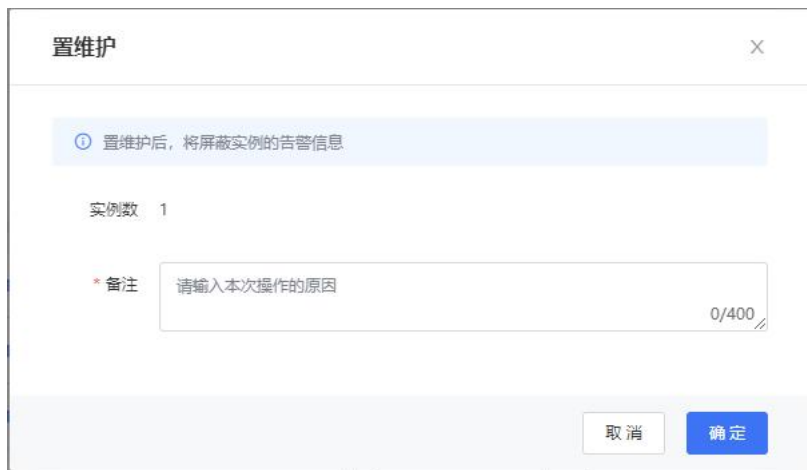 置维护
置维护后，将屏蔽实例的告警信息
实例数 1
* 备注 请输入本次操作的原因
0/400
取消 确定